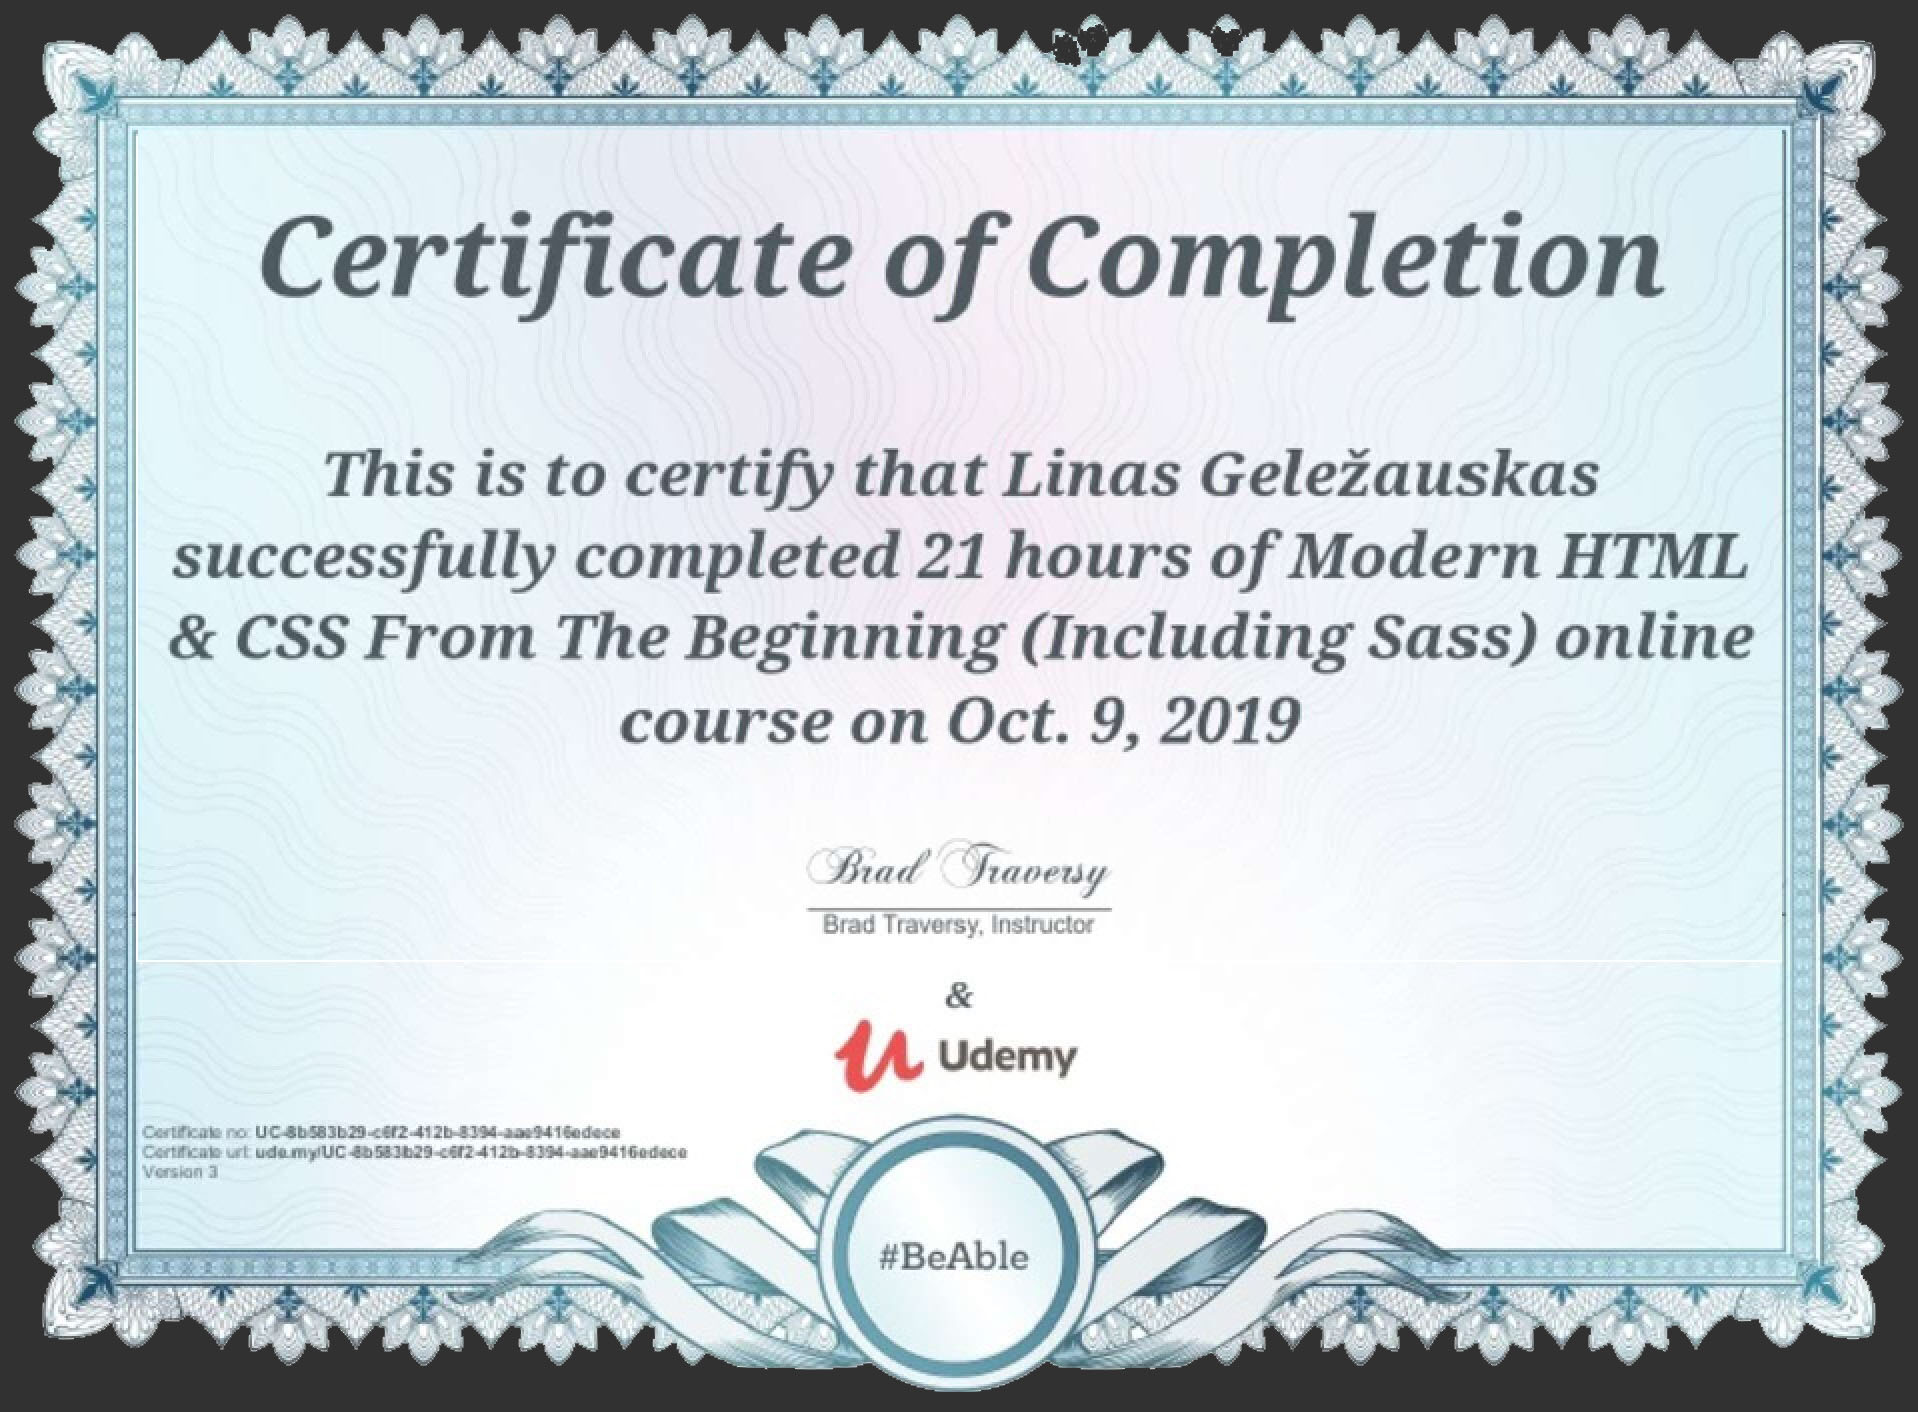 Certificate of Completion
This is to certify that Linas Geležauskas
successfully completed 21 hours of Modern HTML
& CSS From The Beginning (Including Sass) online
course on Oct. 9, 2019
Brad Traversy
Brad Traversy, Instructor
&
Udemy
Certificate no: UC-8b583b29-c6f2-412b-8394-aae9416edece
Certificate url: ude.my/UC-8b583b29-c6f2-412b-8394-aae9416edece
Version 3
#BeAble